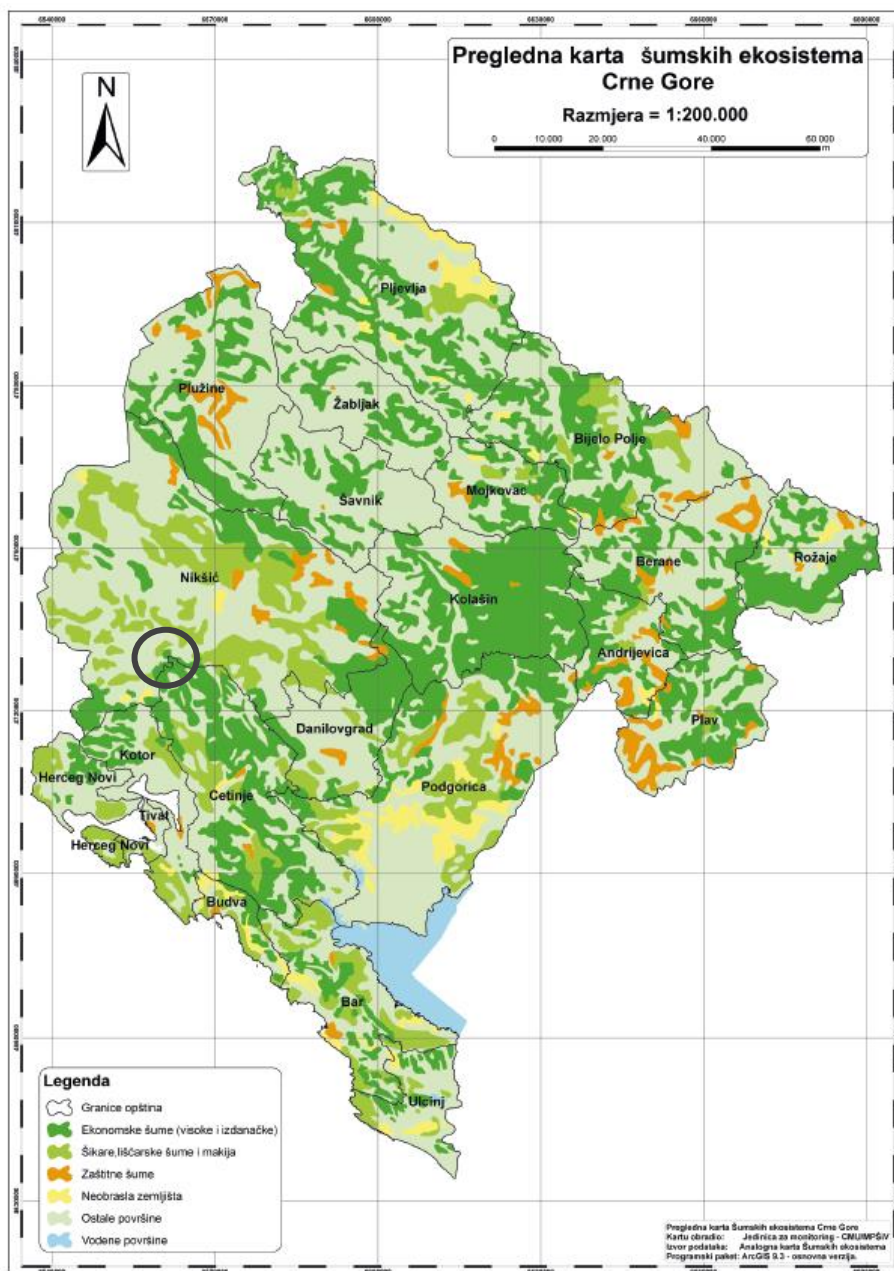 Pregledna karta šumskih ekosistema
Crne Gore
Razmjera = 1:200.000
0 10.000 20.000 40.000 60.000
m
N
Pljevlja
Plužine
Žabljak
Bijelo Polje
Mojkovac
Šavnik
Rožaje
Berane
Nikšić
Kolašin
Andrijevica
Plav
Danilovgrad
Kotor
Herceg Novi
Podgorica
Cetinje
Tivat
Herceg Novi
Budva
Bar
Ulcinj
Legenda
Granice opština
Ekonomske šume (visoke i izdanačke)
Šikare,lišćarske šume i makija
Zaštitne šume
Neobrasla zemljišta
Ostale površine
Vodene površine
Pregledna karta Šumskih ekosistema Crne Gore
Kartu obradio: Jedinica za monitoring - CMU/MPŠIV
Izvor podataka: Analogna karta Šumskih ekosistema
Programski paket: ArcGIS 9.3 - osnovna verzija.